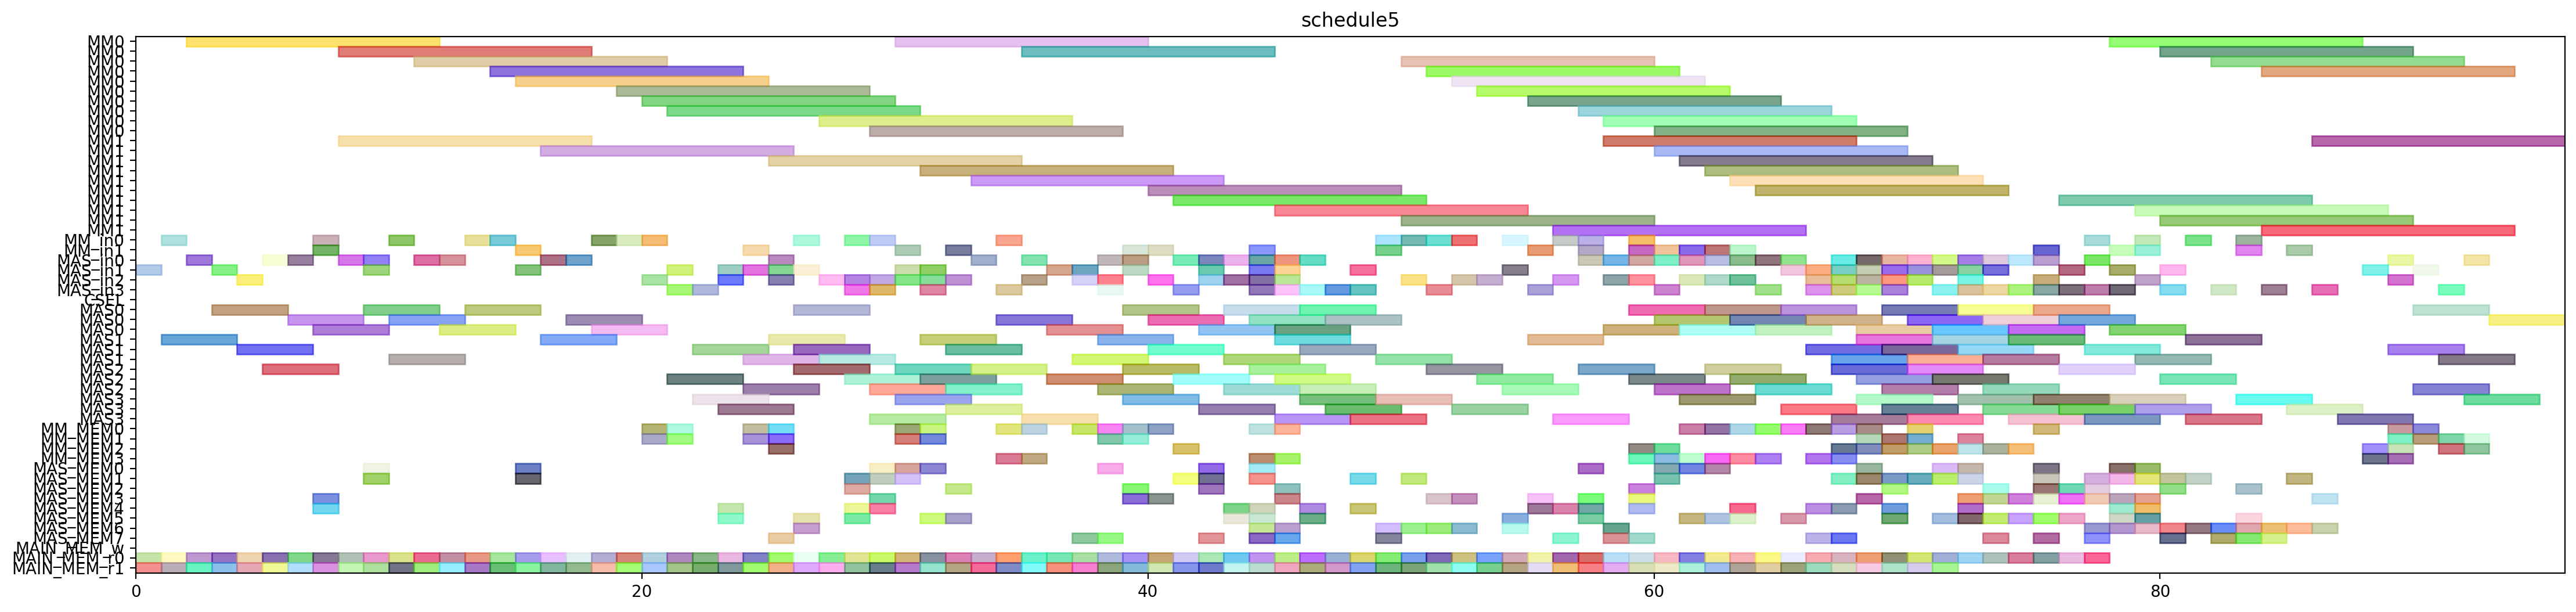 schedule5
MM0
MM0
MM0
MM0
MM0
MM0
MM0
MM0
MM0
MM0
MM1
MM1
MM1
MM1
MM1
MM1
MM1
MM1
MM1
MM1
MM_in0
MM_in1
MAS_in0
MAS_in1
MAS_in2
MAS_in3
CSEL
MAS0
MAS0
MAS0
MAS1
MAS1
MAS1
MAS2
MAS2
MAS2
MAS3
MAS3
MAS3
MM_MEM0
MM_MEM1
MM_MEM2
MM_MEM3
MAS_MEM0
MAS_MEM1
MAS_MEM2
MAS_MEM3
MAS_MEM4
MAS_MEM5
MAS_MEM6
MAS_MEM7
MAIN_MEM_w
MAIN_MEM_r0
MAIN_MEM_r1
0 20 40 60 80